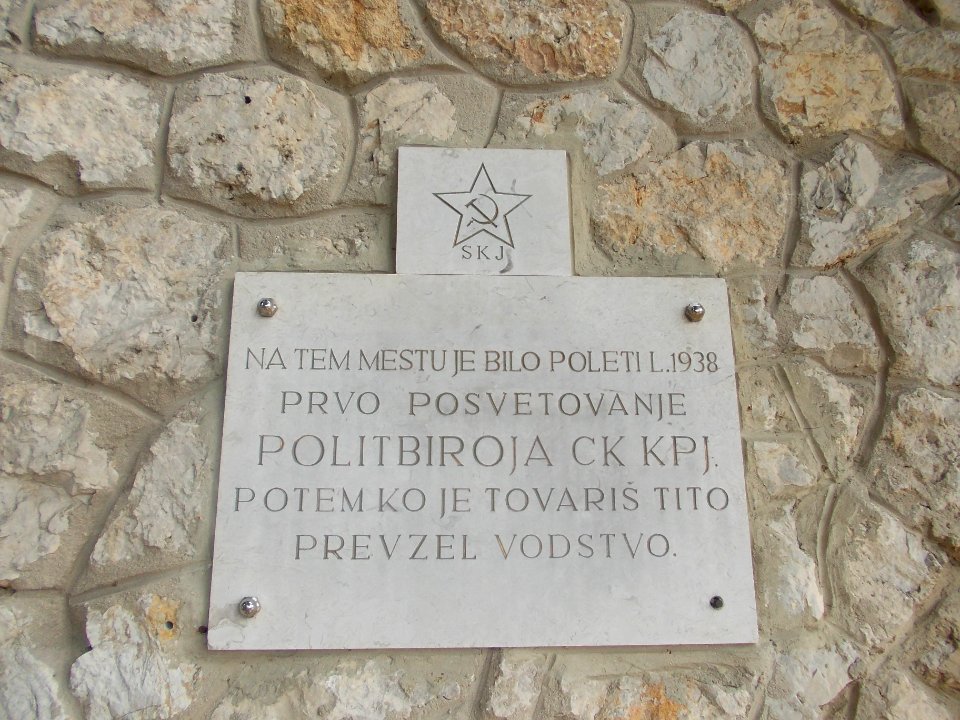 SKJ
NA TEM MESTU JE BILO POLETI L.1938
PRVO POSVETOVANJE
POLITBIROJA CK KPJ.
POTEM KO JE TOVARIŠ TITO
PREVZEL VODSTVO.